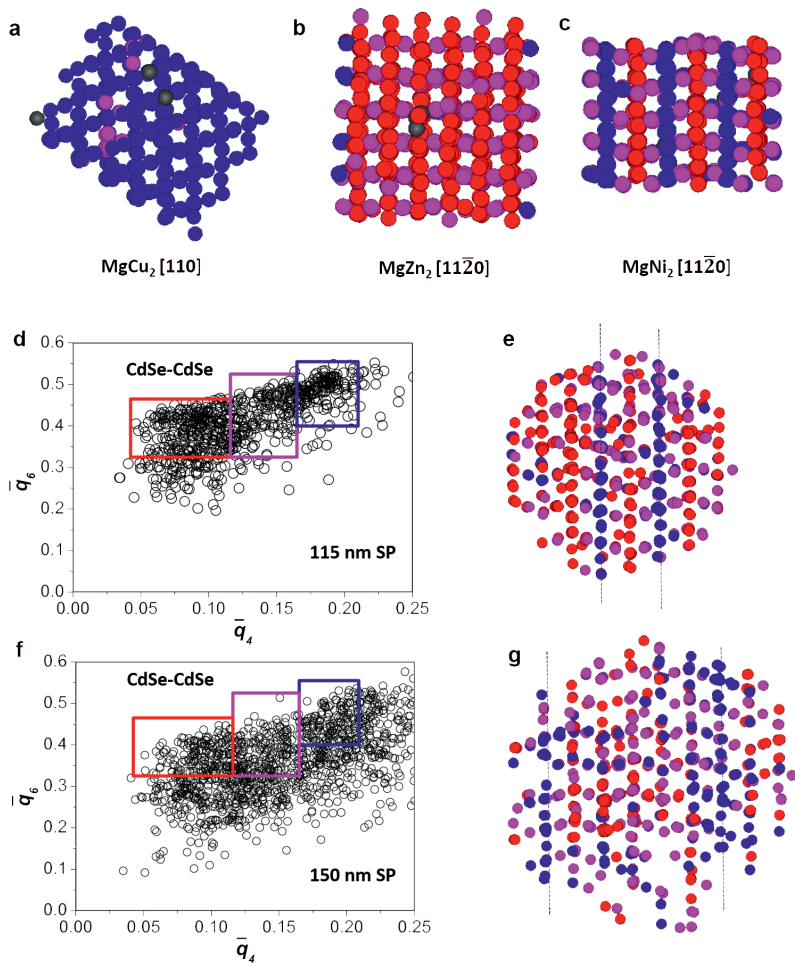 a
b
c
MgCu₂ [110]
MgZn₂ [112̅0]
MgNi₂ [112̅0]
d
0.6
0.5
0.4
0.3
0.2
0.1
0.0
q̅₆
CdSe-CdSe
115 nm SP
0.00 0.05 0.10 0.15 0.20 0.25
q̅₄
e
f
0.6
0.5
0.4
0.3
0.2
0.1
0.0
q̅₆
CdSe-CdSe
150 nm SP
0.00 0.05 0.10 0.15 0.20 0.25
q̅₄
g